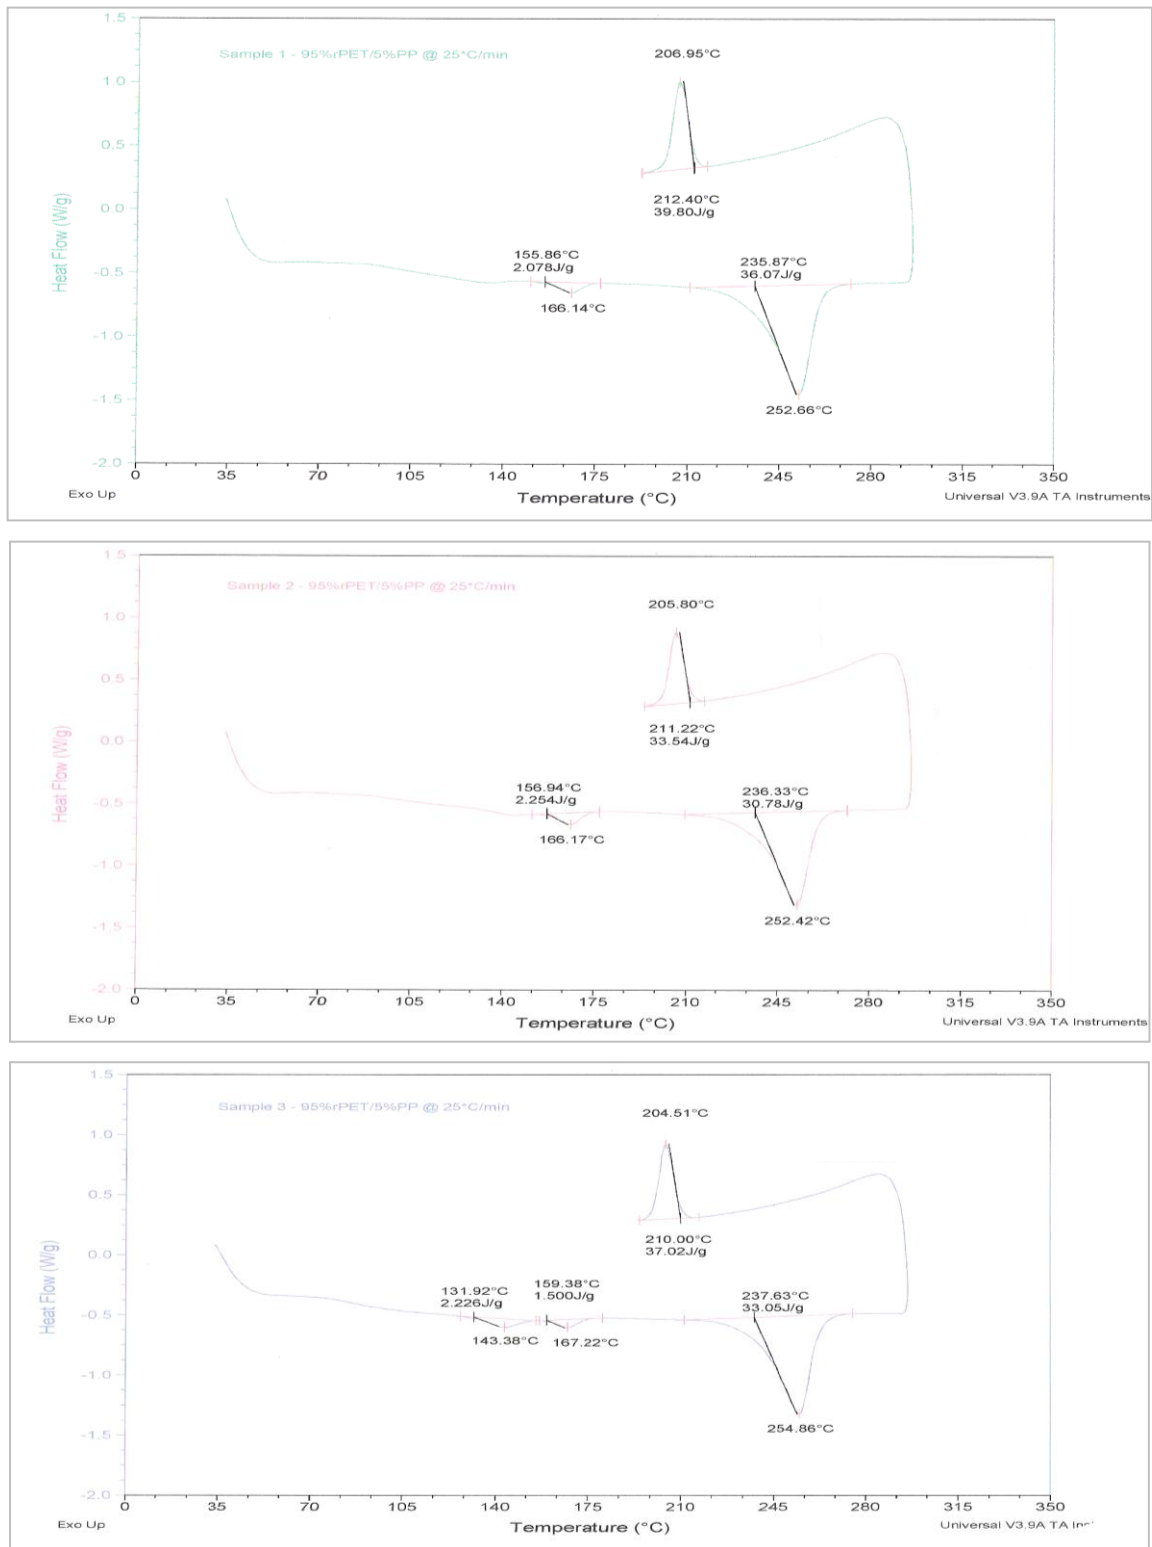 1.5
Sample 1 - 95%rPET/5%PP @ 25°C/min
206.95°C
1.0
0.5
212.40°C
39.80J/g
0.0
Heat Flow (W/g)
155.86°C
2.078J/g
235.87°C
36.07J/g
-0.5
166.14°C
-1.0
-1.5
252.66°C
-2.0
0 35 70 105 140 175 210 245 280 315 350
Exo Up
Temperature (°C)
Universal V3.9A TA Instruments
1.5
Sample 2 - 95%rPET/5%PP @ 25°C/min
205.80°C
1.0
0.5
211.22°C
33.54J/g
0.0
Heat Flow (W/g)
156.94°C
2.254J/g
236.33°C
30.78J/g
-0.5
166.17°C
-1.0
252.42°C
-1.5
-2.0
0 35 70 105 140 175 210 245 280 315 350
Exo Up
Temperature (°C)
Universal V3.9A TA Instruments
1.5
Sample 3 - 95%rPET/5%PP @ 25°C/min
204.51°C
1.0
0.5
210.00°C
37.02J/g
0.0
Heat Flow (W/g)
131.92°C
2.226J/g
159.38°C
1.500J/g
237.63°C
33.05J/g
-0.5
143.38°C
167.22°C
-1.0
254.86°C
-1.5
-2.0
0 35 70 105 140 175 210 245 280 315 350
Exo Up
Temperature (°C)
Universal V3.9A TA